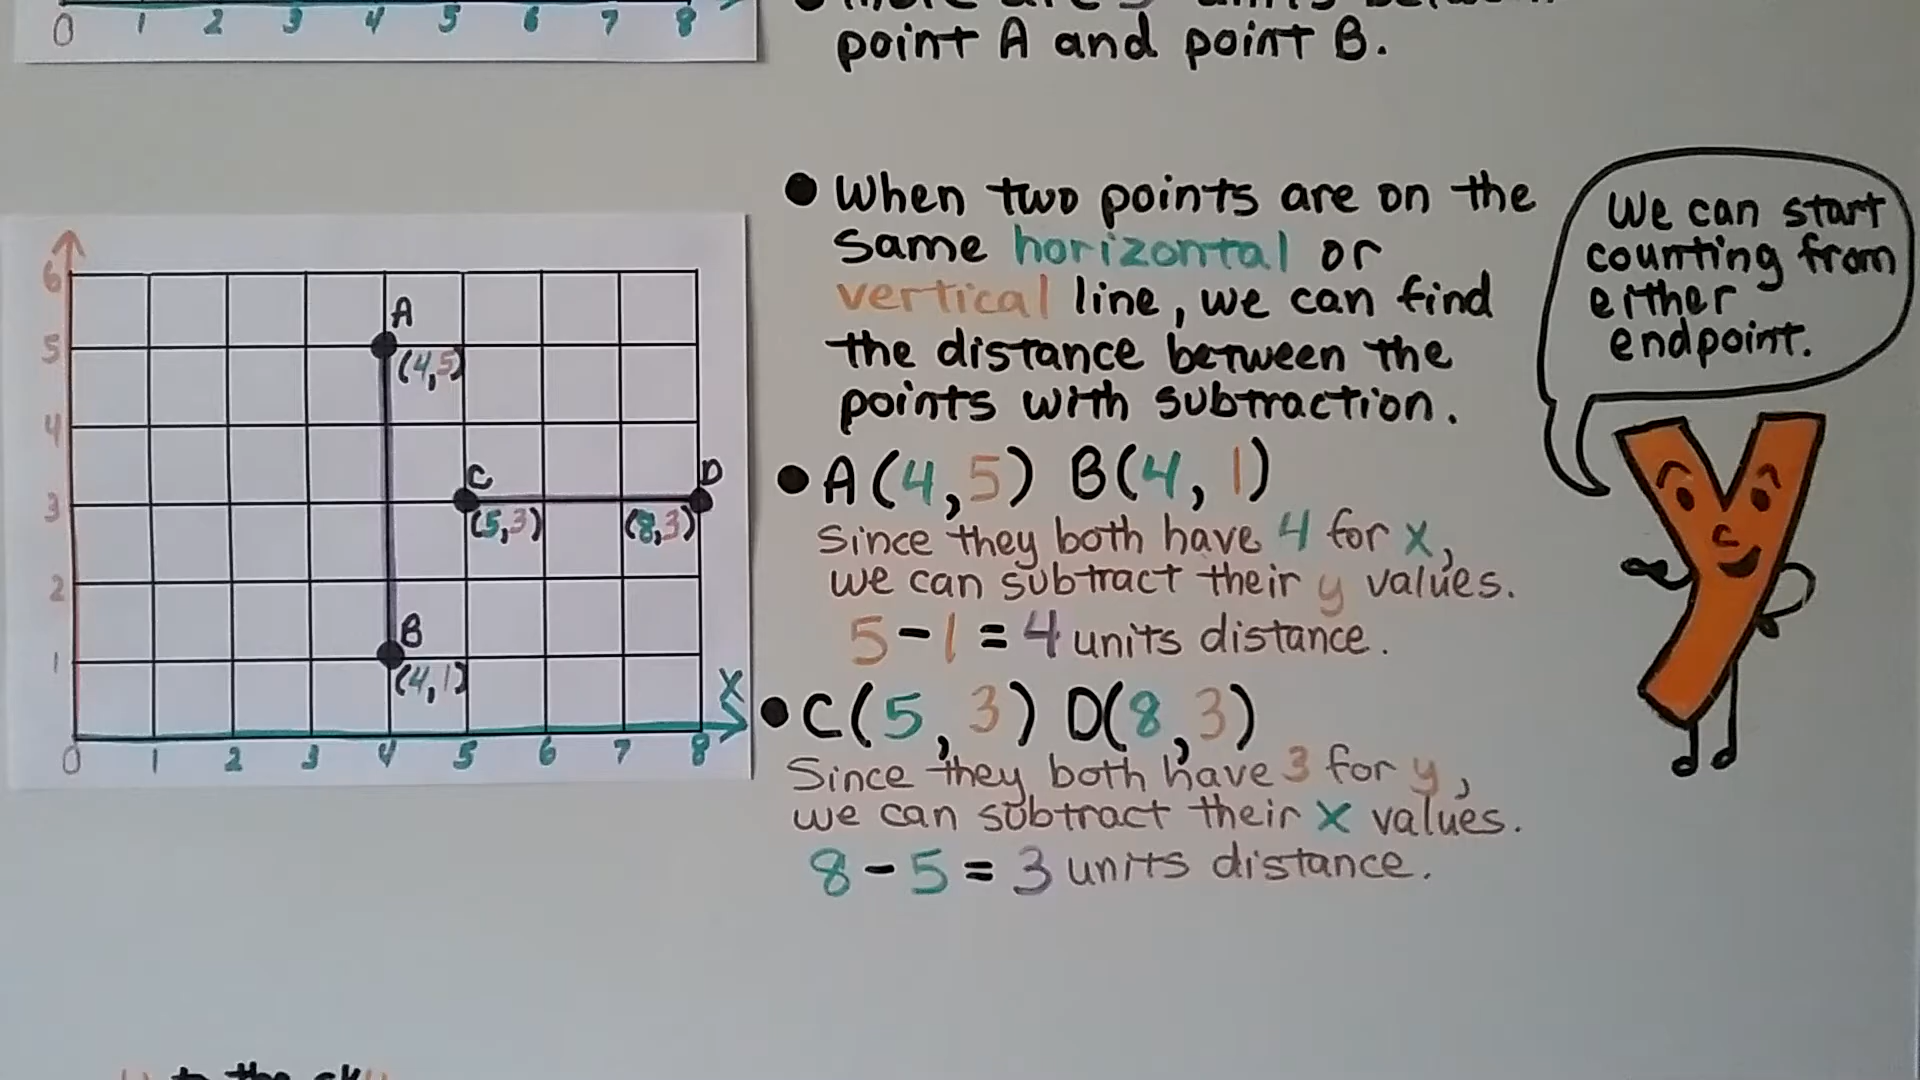 0 1 2 3 4 5 6 7 8
point A and point B.
When two points are on the
same horizontal or
vertical line, we can find
the distance between the
points with subtraction.
A(4,5) B(4,1)
Since they both have 4 for x,
we can subtract their y values.
5-1=4 units distance.
C(5,3) D(8,3)
Since they both have 3 for y,
we can subtract their x values.
8-5=3 units distance.
We can start
counting from
either
endpoint.
6
A
5
(4,5)
4
C D
3
(5,3) (8,3)
2
B
1
(4,1)
X
0 1 2 3 4 5 6 7 8
to the sky